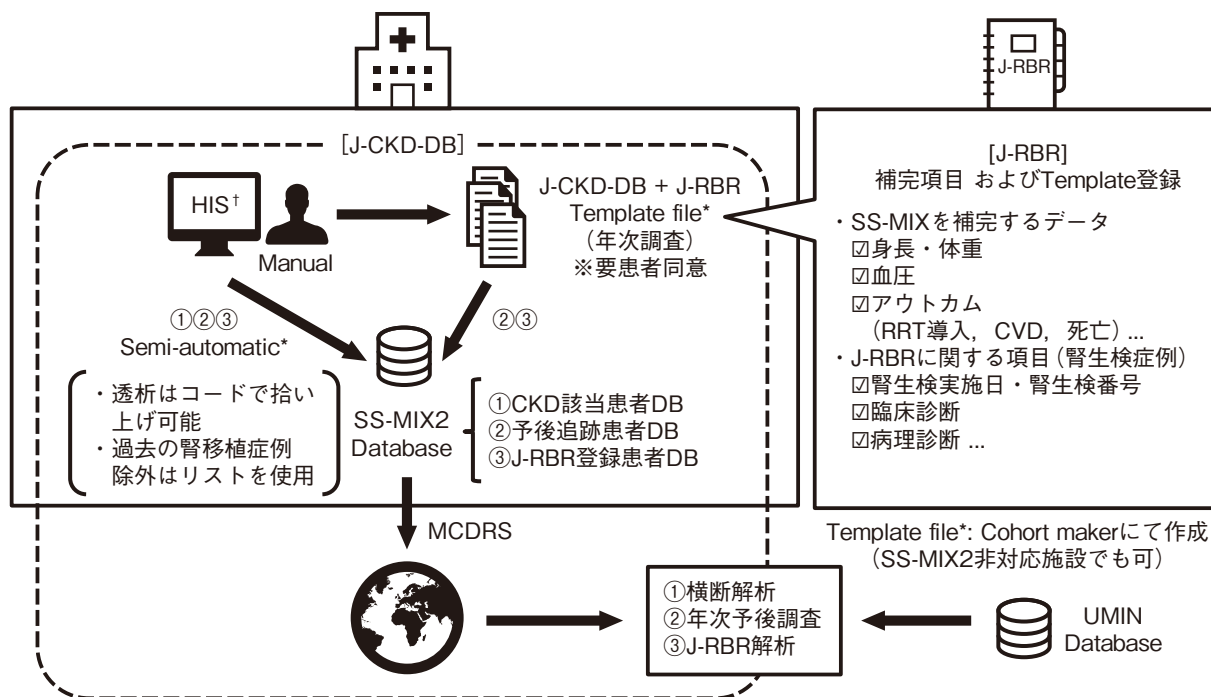 J-RBR
[J-CKD-DB]
HIS†
Manual
J-CKD-DB + J-RBR
Template file*
（年次調査）
※要患者同意
①②③
Semi-automatic*
②③
・透析はコードで拾い
上げ可能
・過去の腎移植症例
除外はリストを使用
SS-MIX2
Database
①CKD該当患者DB
②予後追跡患者DB
③J-RBR登録患者DB
MCDRS
[J-RBR]
補完項目 およびTemplate登録
・SS-MIXを補完するデータ
☑身長・体重
☑血圧
☑アウトカム
（RRT導入，CVD，死亡）...
・J-RBRに関する項目（腎生検症例）
☑腎生検実施日・腎生検番号
☑臨床診断
☑病理診断 ...
Template file*: Cohort makerにて作成
（SS-MIX2非対応施設でも可）
①横断解析
②年次予後調査
③J-RBR解析
UMIN
Database